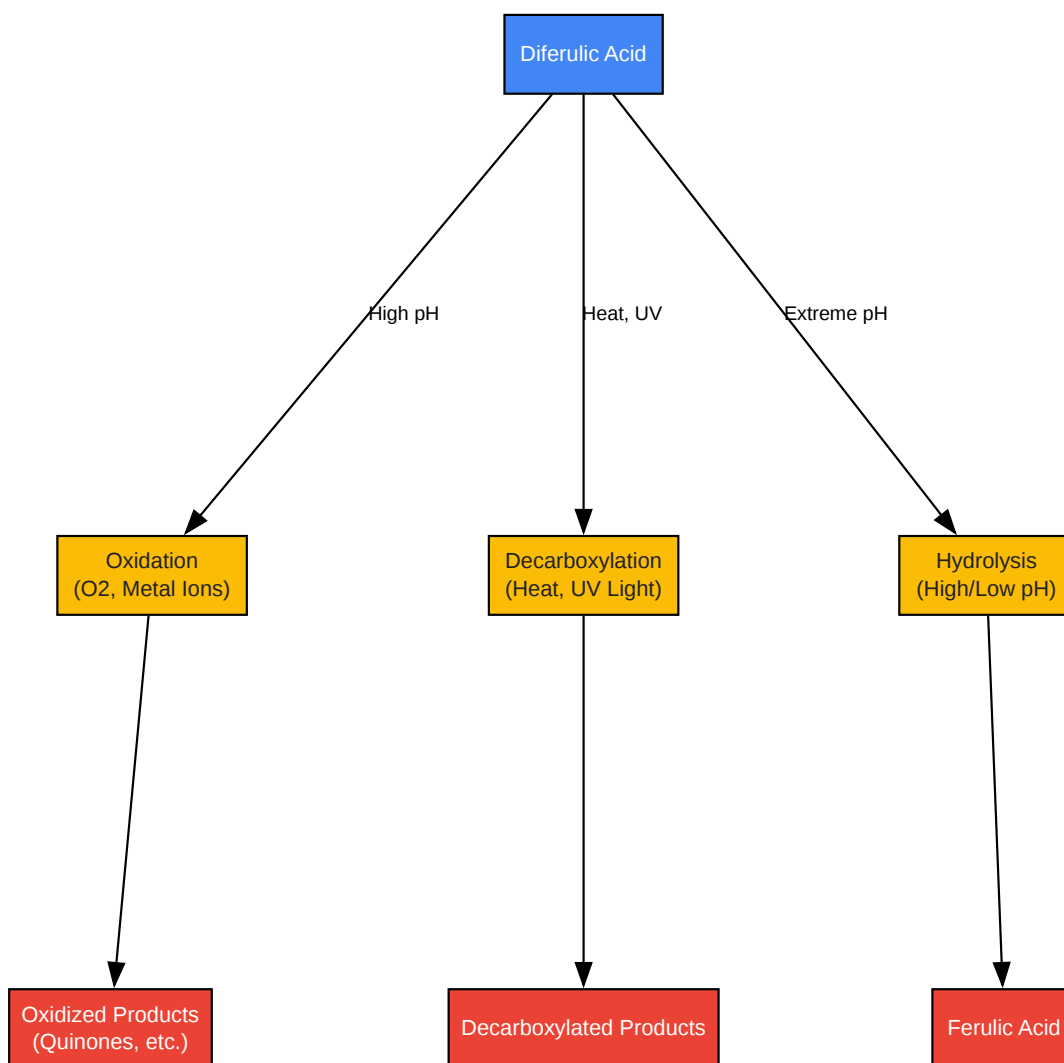 Diferulic Acid
High pH
Heat, UV
Extreme pH
Oxidation
(O2, Metal Ions)
Decarboxylation
(Heat, UV Light)
Hydrolysis
(High/Low pH)
Oxidized Products
(Quinones, etc.)
Decarboxylated Products
Ferulic Acid